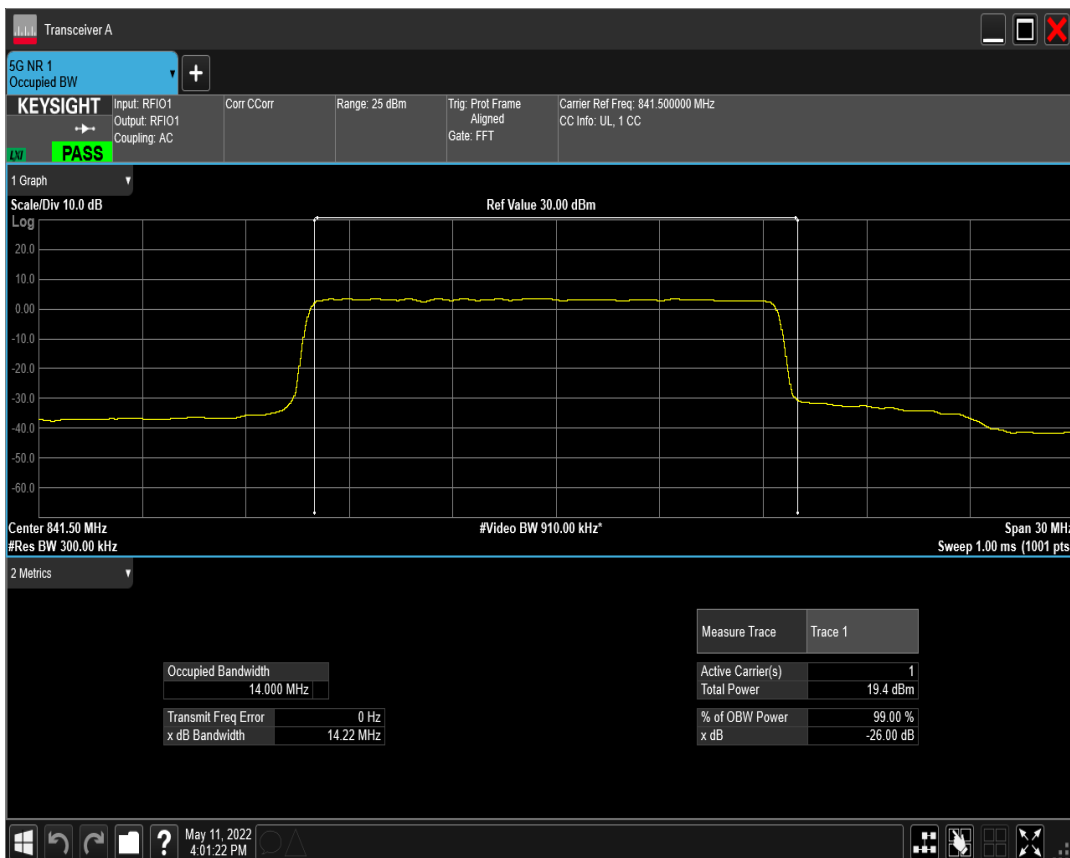 Transceiver A
5G NR 1
Occupied BW
KEYSIGHT
LXI
PASS
Input: RFIO1
Output: RFIO1
Coupling: AC
Corr CCorr
Range: 25 dBm
Trig: Prot Frame
Aligned
Gate: FFT
Carrier Ref Freq: 841.500000 MHz
CC Info: UL, 1 CC
1 Graph
Scale/Div 10.0 dB
Ref Value 30.00 dBm
Log
20.0
10.0
0.00
-10.0
-20.0
-30.0
-40.0
-50.0
-60.0
Center 841.50 MHz
#Video BW 910.00 kHz*
Span 30 MHz
#Res BW 300.00 kHz
Sweep 1.00 ms (1001 pts
2 Metrics
Measure Trace Trace 1
Occupied Bandwidth
14.000 MHz
Active Carrier(s) 1
Total Power 19.4 dBm
Transmit Freq Error 0 Hz
x dB Bandwidth 14.22 MHz
% of OBW Power 99.00 %
x dB -26.00 dB
?
May 11, 2022
4:01:22 PM